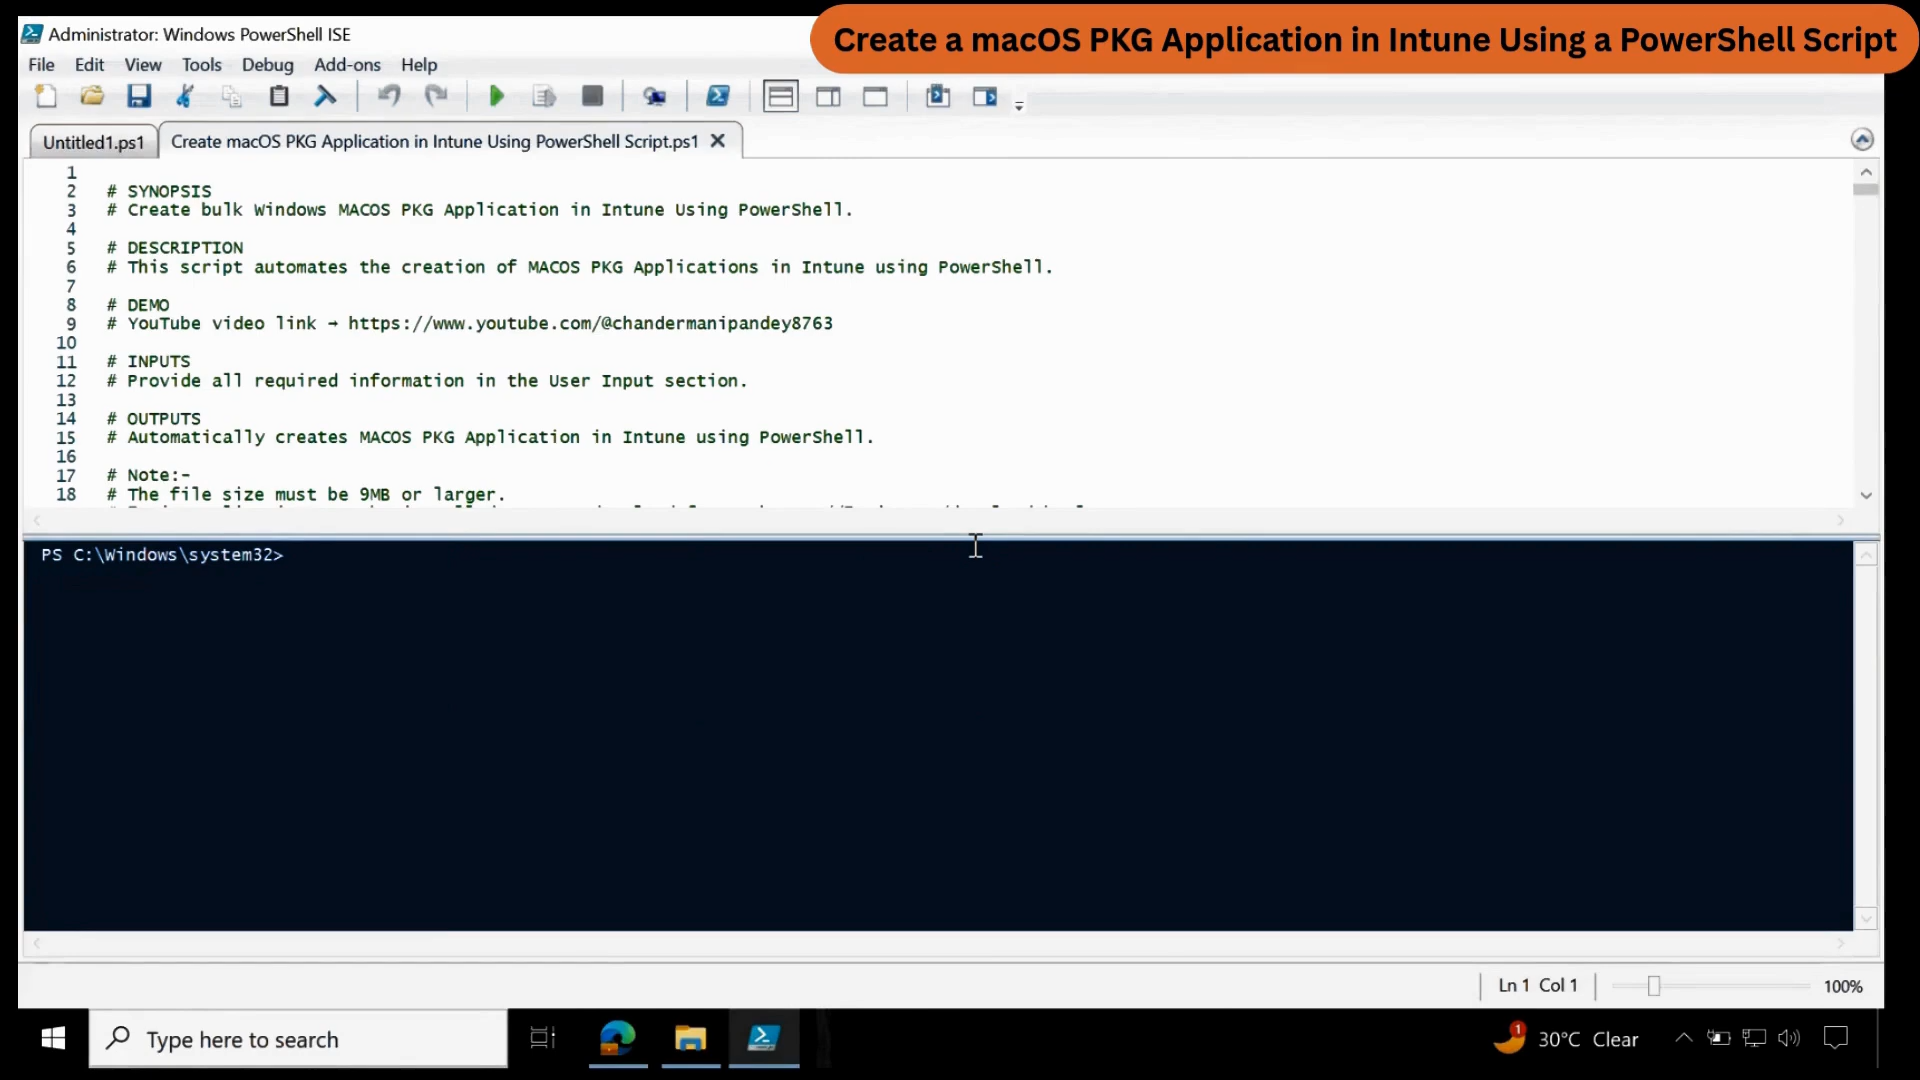 Administrator: Windows PowerShell ISE
Create a macOS PKG Application in Intune Using a PowerShell Script
File Edit View Tools Debug Add-ons Help
Untitled1.ps1 Create macOS PKG Application in Intune Using PowerShell Script.ps1
1
2 # SYNOPSIS
3 # Create bulk Windows MACOS PKG Application in Intune Using PowerShell.
4
5 # DESCRIPTION
6 # This script automates the creation of MACOS PKG Applications in Intune using PowerShell.
7
8 # DEMO
9 # YouTube video link → https://www.youtube.com/@chandermanipandey8763
10
11 # INPUTS
12 # Provide all required information in the User Input section.
13
14 # OUTPUTS
15 # Automatically creates MACOS PKG Application in Intune using PowerShell.
16
17 # Note:-
18 # The file size must be 9MB or larger.
PS C:\Windows\system32>
Ln 1 Col 1 100%
Type here to search
1 30°C Clear